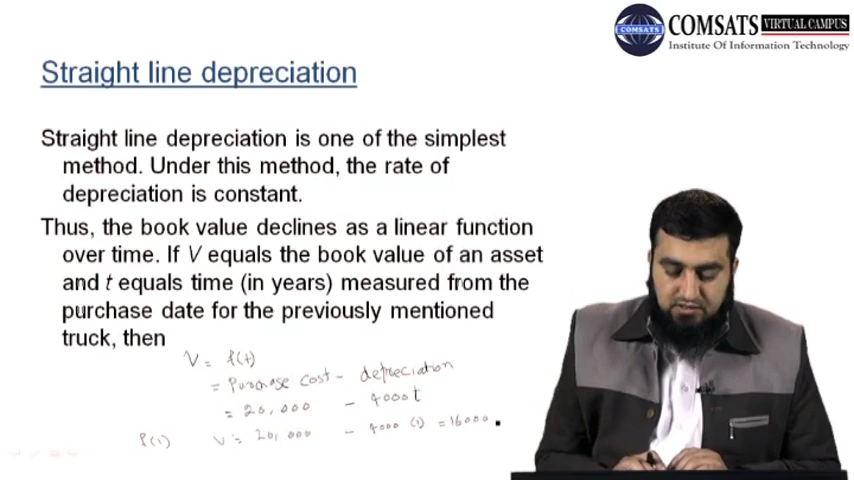 COMSATS VIRTUAL CAMPUS
COMSATS
Institute Of Information Technology
Straight line depreciation
Straight line depreciation is one of the simplest
method. Under this method, the rate of
depreciation is constant.
Thus, the book value declines as a linear function
over time. If V equals the book value of an asset
and t equals time (in years) measured from the
purchase date for the previously mentioned
truck, then
V = f(t)
= Purchase cost - depreciation
= 20,000 - 4000t
f(1) V = 20,000 - 4000 (1) = 16000